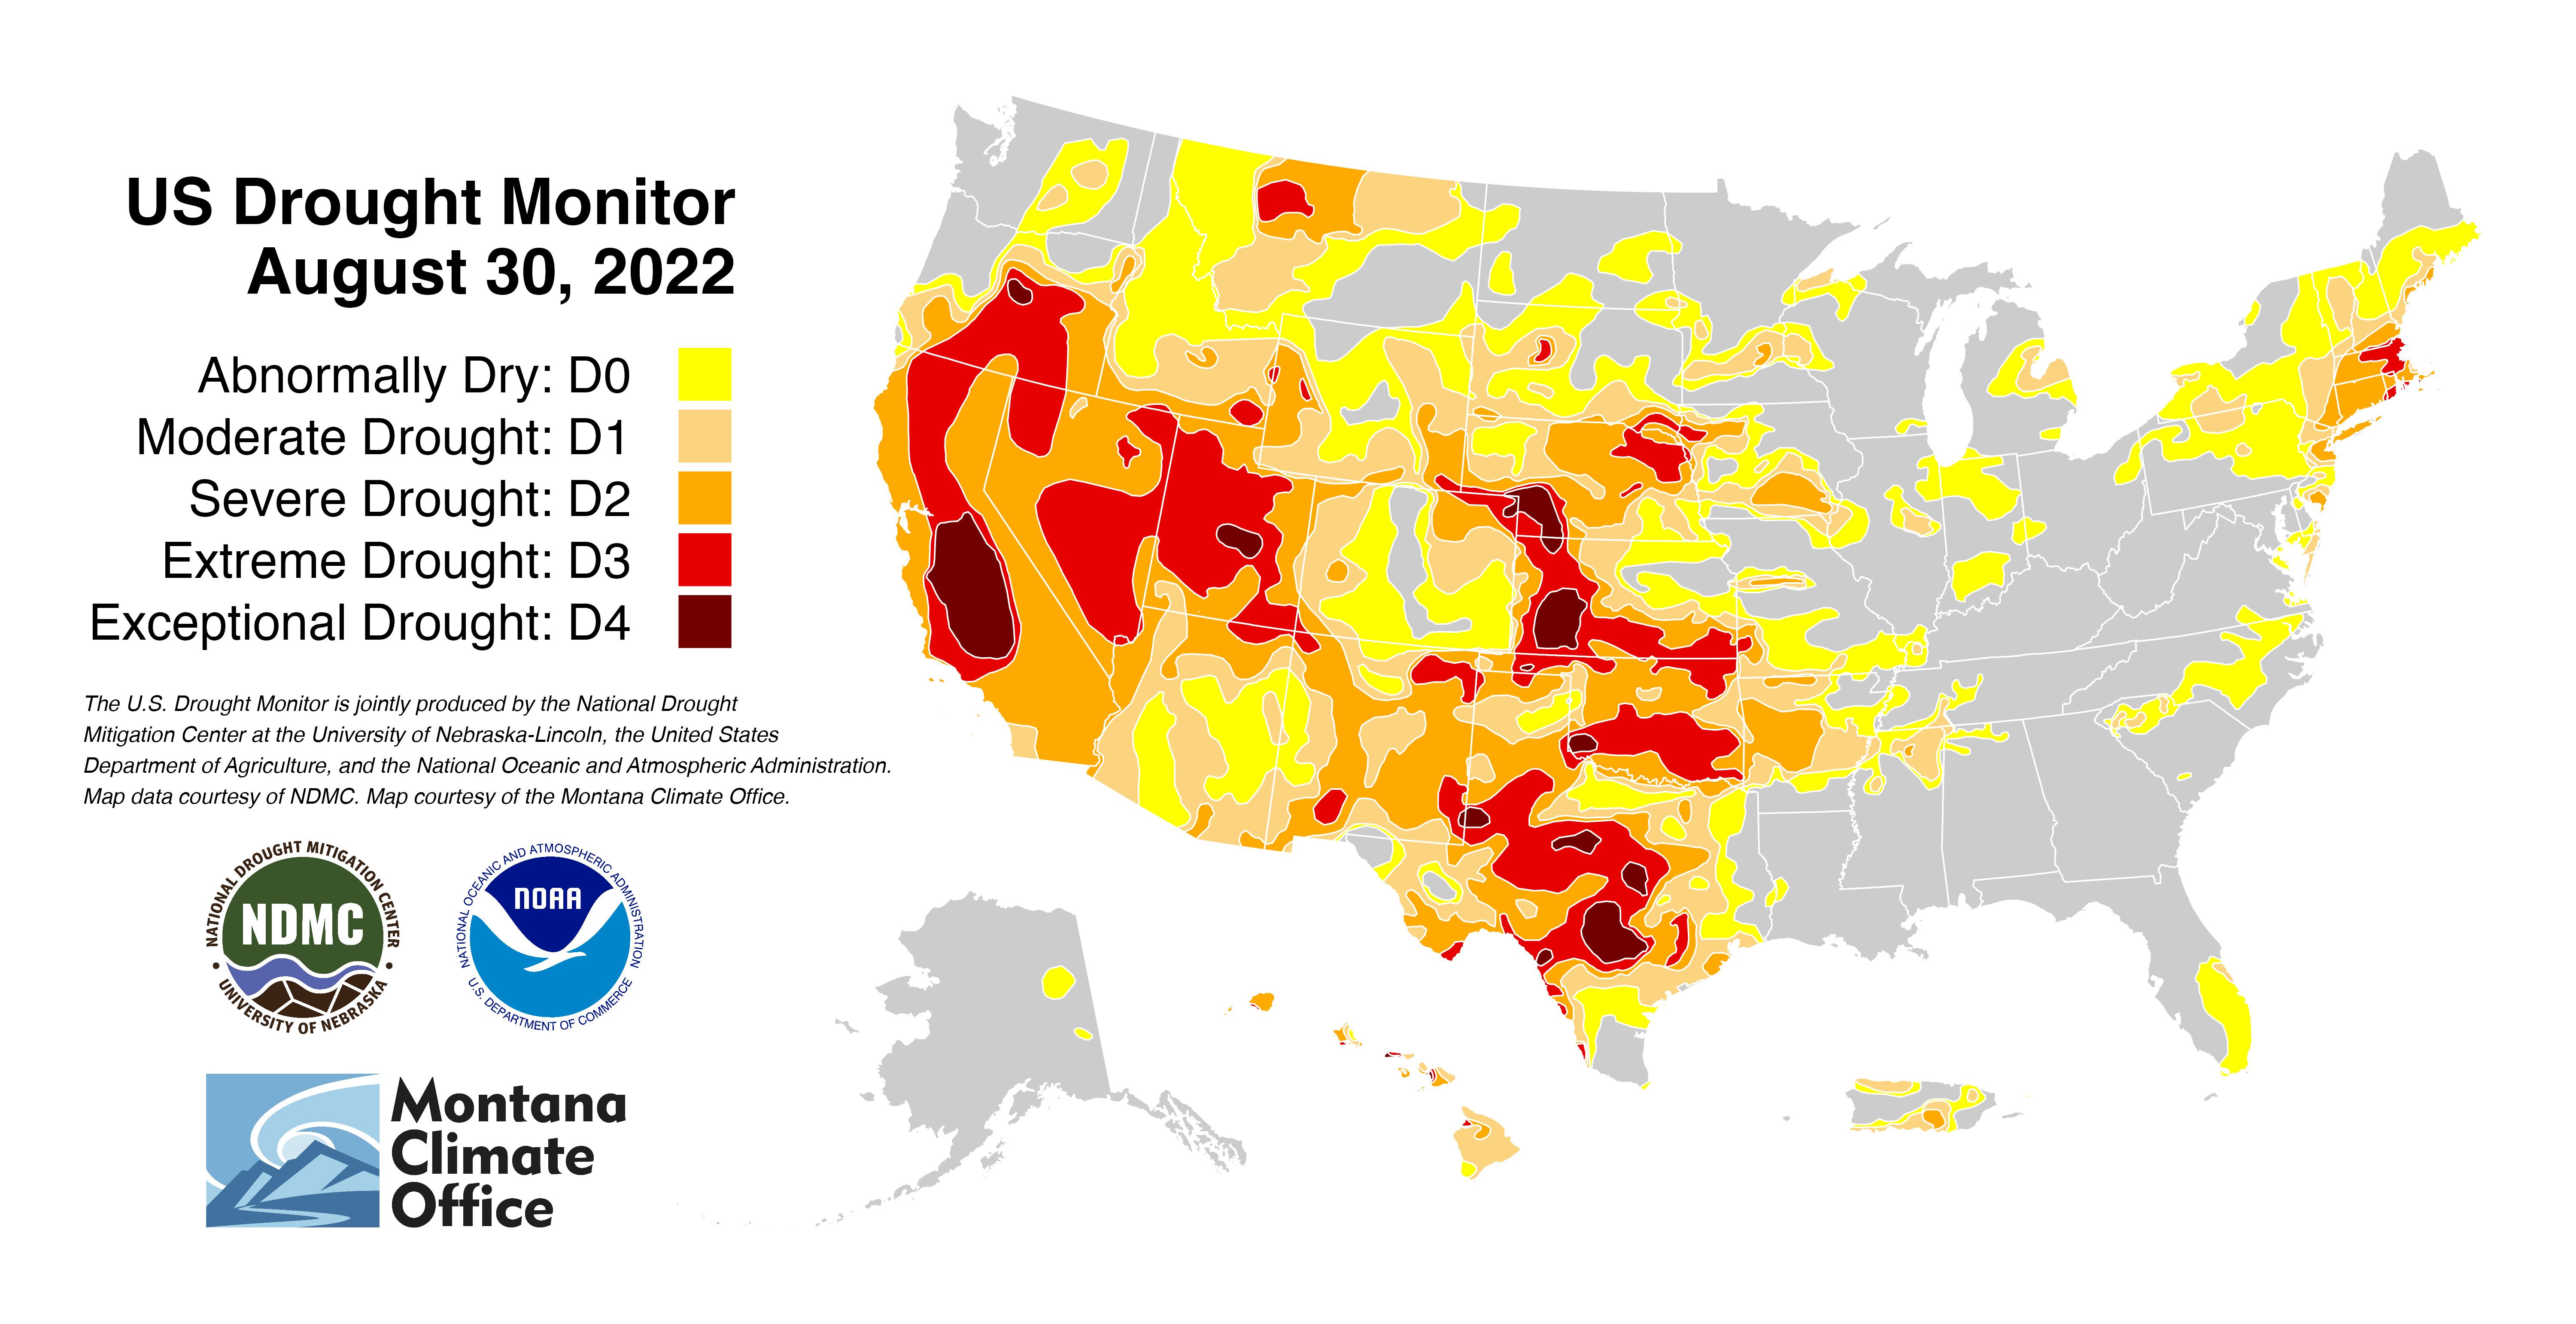 US Drought Monitor
August 30, 2022
Abnormally Dry: D0
Moderate Drought: D1
Severe Drought: D2
Extreme Drought: D3
Exceptional Drought: D4
The U.S. Drought Monitor is jointly produced by the National Drought
Mitigation Center at the University of Nebraska-Lincoln, the United States
Department of Agriculture, and the National Oceanic and Atmospheric Administration.
Map data courtesy of NDMC. Map courtesy of the Montana Climate Office.
NATIONAL DROUGHT MITIGATION CENTER
NDMC
• UNIVERSITY OF NEBRASKA •
NATIONAL OCEANIC AND ATMOSPHERIC ADMINISTRATION
NOAA
U.S. DEPARTMENT OF COMMERCE
Montana
Climate
Office